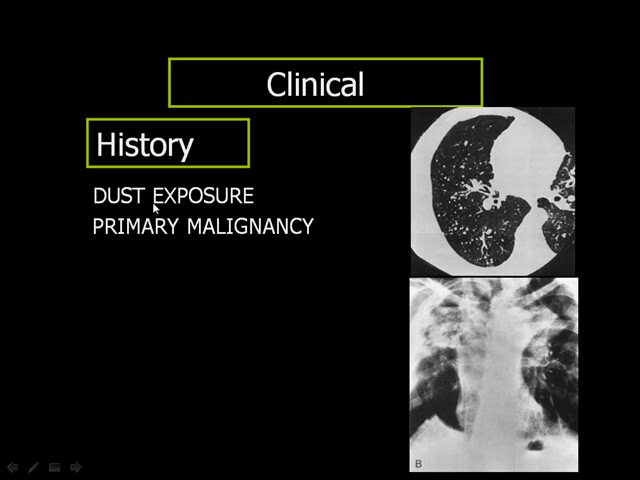 Clinical
History
DUST EXPOSURE
PRIMARY MALIGNANCY
B